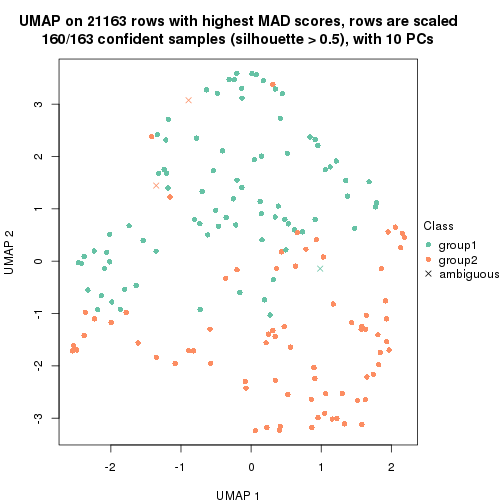 UMAP on 21163 rows with highest MAD scores, rows are scaled
160/163 confident samples (silhouette > 0.5), with 10 PCs
3
2
1
0
-1
-2
-3
UMAP 2
-2
-1
0
1
2
UMAP 1
Class
group1
group2
ambiguous